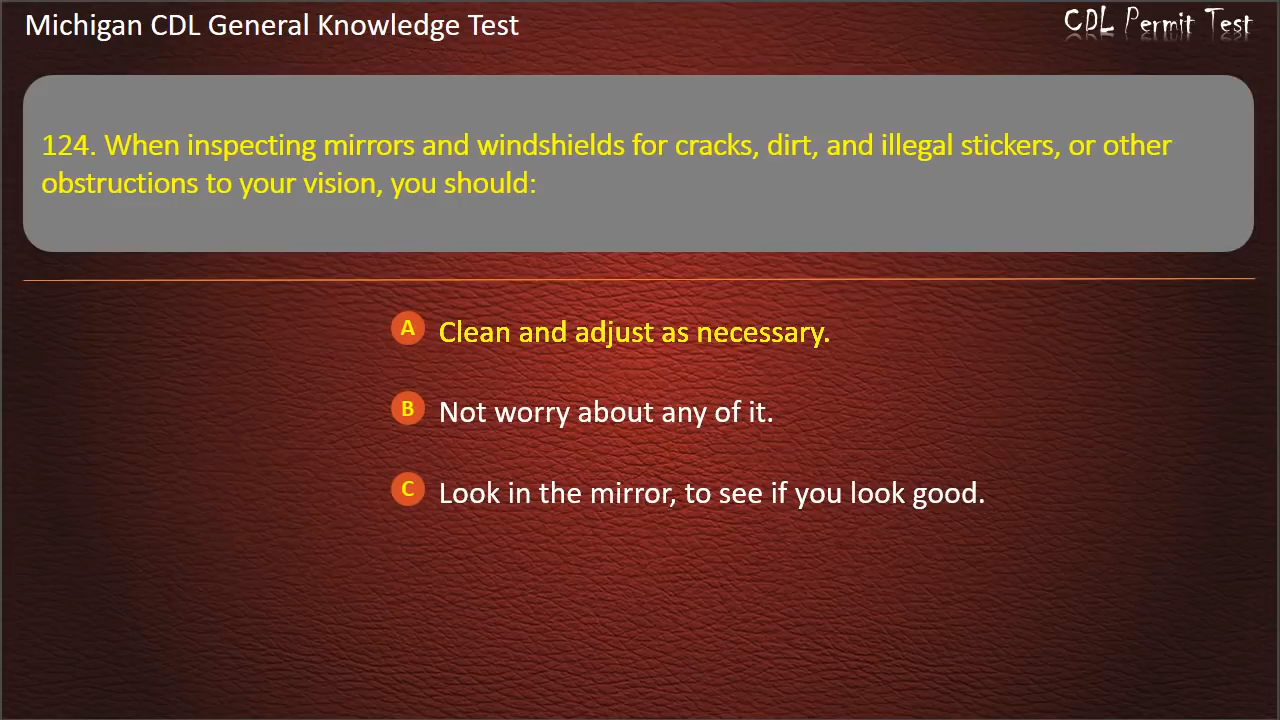 Michigan CDL General Knowledge Test
CDL Permit Test
124. When inspecting mirrors and windshields for cracks, dirt, and illegal stickers, or other
obstructions to your vision, you should:
A Clean and adjust as necessary.
B Not worry about any of it.
C Look in the mirror, to see if you look good.